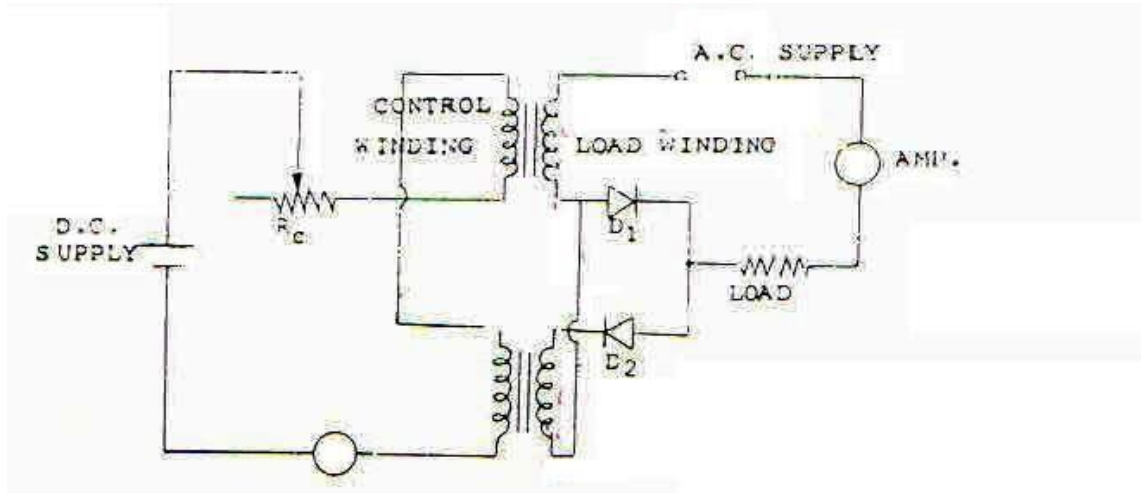 A.C. SUPPLY
CONTROL
WINDING
LOAD WINDING
AMP.
Rc
D1
D.C.
SUPPLY
LOAD
D2